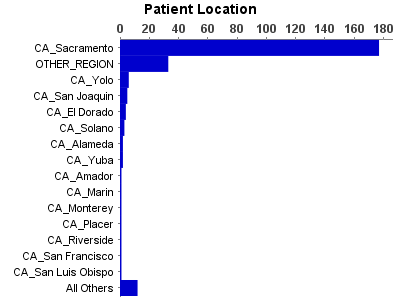 Patient Location
0 20 40 60 80 100 120 140 160 180
CA_Sacramento
OTHER_REGION
CA_Yolo
CA_San Joaquin
CA_El Dorado
CA_Solano
CA_Alameda
CA_Yuba
CA_Amador
CA_Marin
CA_Monterey
CA_Placer
CA_Riverside
CA_San Francisco
CA_San Luis Obispo
All Others